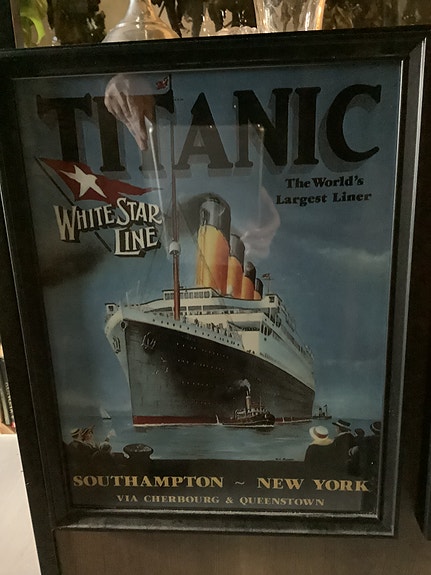 TITANIC
The World's
Largest Liner
WHITE STAR
LINE
SOUTHAMPTON ~ NEW YORK
VIA CHERBOURG & QUEENSTOWN